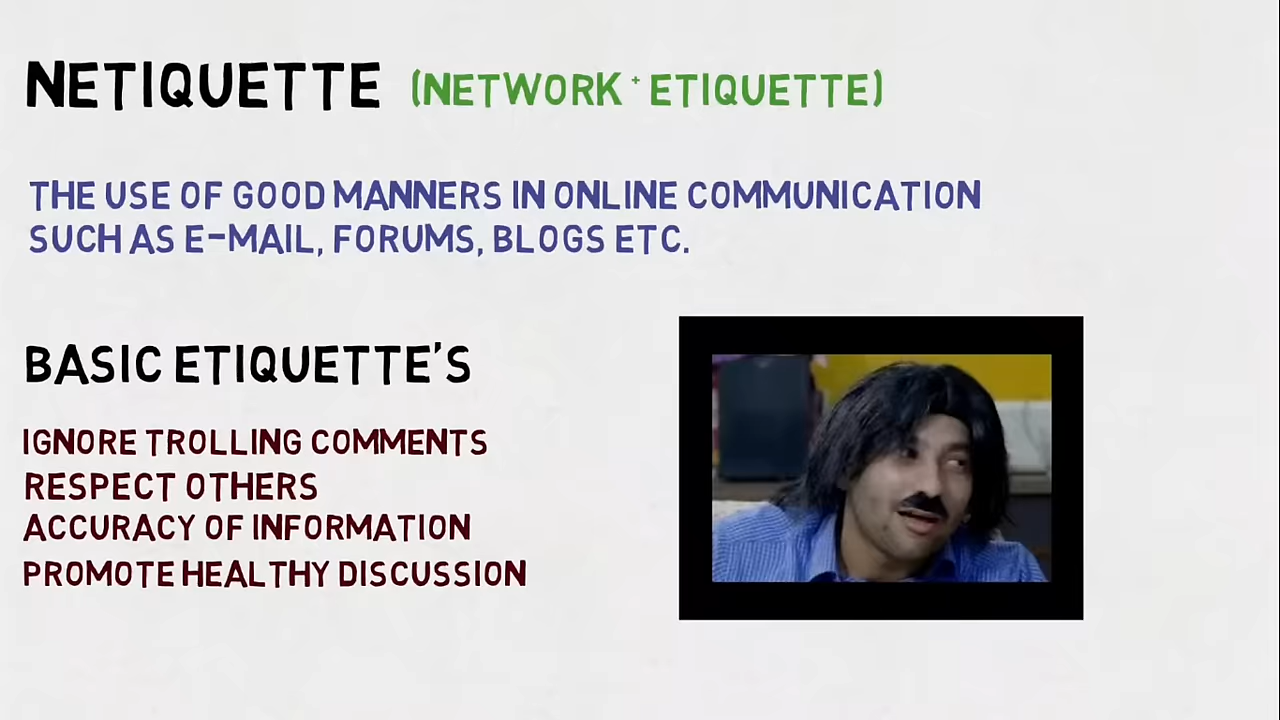 NETIQUETTE (NETWORK + ETIQUETTE)
THE USE OF GOOD MANNERS IN ONLINE COMMUNICATION
SUCH AS E-MAIL, FORUMS, BLOGS ETC.
BASIC ETIQUETTE'S
IGNORE TROLLING COMMENTS
RESPECT OTHERS
ACCURACY OF INFORMATION
PROMOTE HEALTHY DISCUSSION